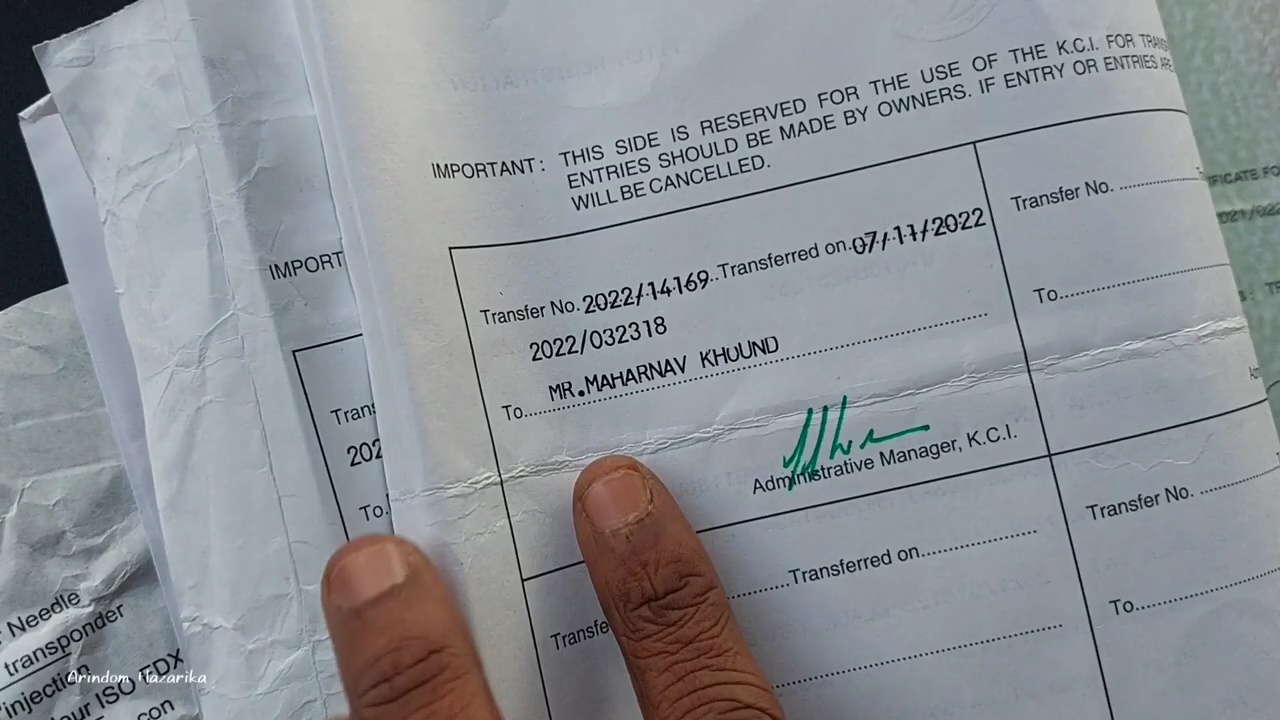 IMPORTANT: THIS SIDE IS RESERVED FOR THE USE OF THE K.C.I. FOR
ENTRIES SHOULD BE MADE BY OWNERS. IF ENTRY OR ENTRIES ARE
WILL BE CANCELLED.
Transfer No. 2022/14169 Transferred on. 07/11/2022
2022/032318
To MR.MAHARNAV KHOUND
Administrative Manager, K.C.I.
Transferred on
Transfer No.
To
Transfer No.
To
IMPORT
Trans
202
To.
Needle
transponder
ISO FDX
Arindom Hazarika